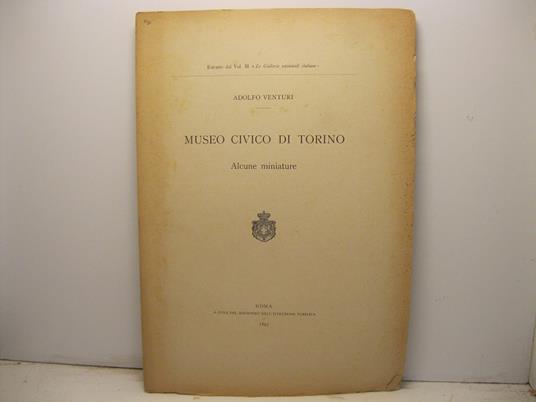 Estratto dal Vol. III « Le Gallerie nazionali italiane »
ADOLFO VENTURI
MUSEO CIVICO DI TORINO
Alcune miniature
ROMA
A CURA DEL MINISTERO DELL'ISTRUZIONE PUBBLICA
1897